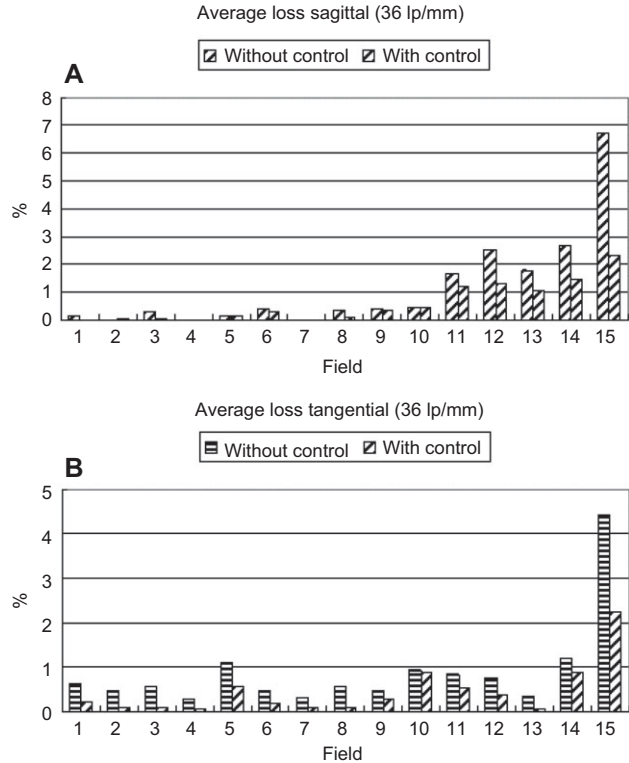 Average loss sagittal (36 lp/mm)
Without control With control
A
8
7
6
5
4
3
2
1
0
%
1 2 3 4 5 6 7 8 9 10 11 12 13 14 15
Field
Average loss tangential (36 lp/mm)
Without control With control
B
5
4
3
2
1
0
%
1 2 3 4 5 6 7 8 9 10 11 12 13 14 15
Field